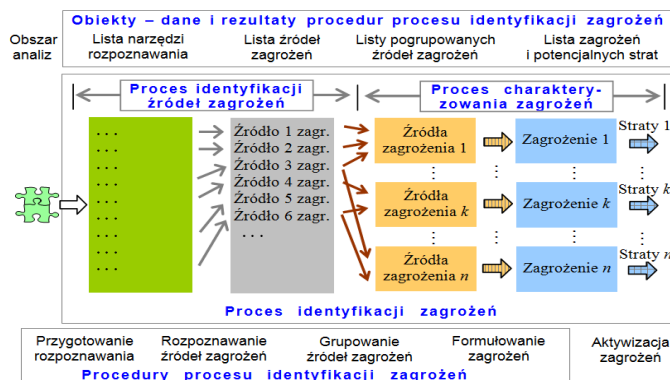 Obiekty – dane i rezultaty procedur procesu identyfikacji zagrożeń
Obszar
analiz
Lista narzędzi
rozpoznawania
Lista źródeł
zagrożeń
Listy pogrupowanych
źródeł zagrożeń
Lista zagrożeń
i potencjalnych strat
Proces identyfikacji
źródeł zagrożeń
Proces charaktery-
zowania zagrożeń
. . .
. . .
. . .
. . .
. . .
. . .
. . .
. . .
. . .
Źródło 1 zagr.
Źródło 2 zagr.
Źródło 3 zagr.
Źródło 4 zagr.
Źródło 5 zagr.
Źródło 6 zagr.
. . .
Źródła
zagrożenia 1
Zagrożenie 1
Straty 1
Źródła
zagrożenia k
Zagrożenie k
Straty k
Źródła
zagrożenia n
Zagrożenie n
Straty n
Proces identyfikacji zagrożeń
Przygotowanie
rozpoznawania
Rozpoznawanie
źródeł zagrożeń
Grupowanie
źródeł zagrożeń
Formułowanie
zagrożeń
Aktywizacja
zagrożeń
Procedury procesu identyfikacji zagrożeń